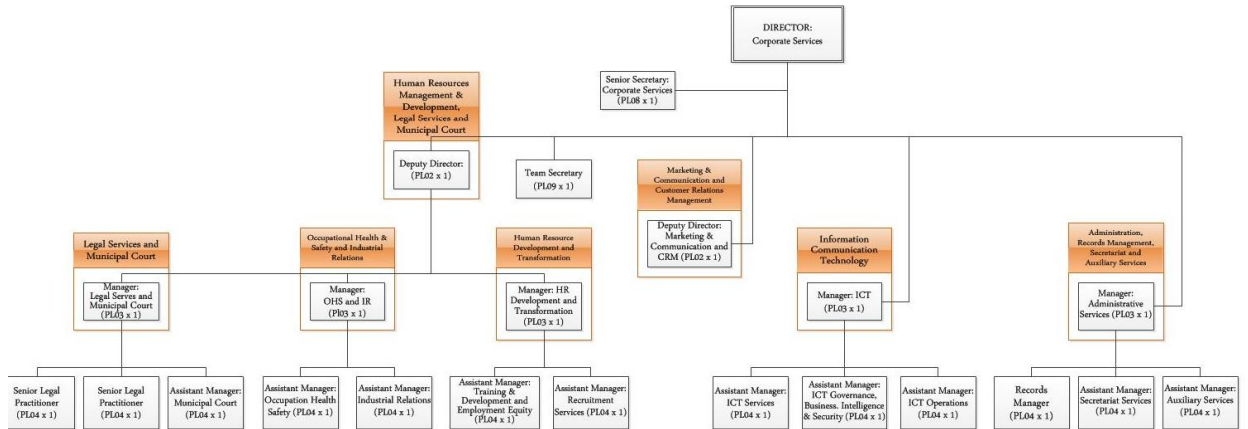 DIRECTOR:
Corporate Services
Senior Secretary:
Corporate Services
(PL08 x 1)
Human Resources
Management &
Development,
Legal Services and
Municipal Court
Deputy Director:
(PL02 x 1)
Team Secretary
(PL09 x 1)
Marketing &
Communication and
Customer Relations
Management
Deputy Director:
Marketing &
Communication and
CRM (PL02 x 1)
Legal Services and
Municipal Court
Manager:
Legal Serves and
Municipal Court
(PL03 x 1)
Occupational Health &
Safety and Industrial
Relations
Manager:
OHS and IR
(Pl03 x 1)
Human Resource
Development and
Transformation
Manager: HR
Development and
Transformation
(PL03 x 1)
Information
Communication
Technology
Manager: ICT
(PL03 x 1)
Administration,
Records Management,
Secretariat and
Auxiliary Services
Manager:
Administrative
Services (PL03 x 1)
Senior Legal
Practitioner
(PL04 x 1)
Senior Legal
Practitioner
(PL04 x 1)
Assistant Manager:
Municipal Court
(PL04 x 1)
Assistant Manager:
Occupation Health
Safety (PL04 x 1)
Assistant Manager:
Industrial Relations
(PL04 x 1)
Assistant Manager:
Training &
Development and
Employment Equity
(PL04 x 1)
Assistant Manager:
Recruitment
Services (PL04 x 1)
Assistant Manager:
ICT Services
(PL04 x 1)
Assistant Manager:
ICT Governance,
Business. Intelligence
& Security (PL04 x 1)
Assistant Manager:
ICT Operations
(PL04 x 1)
Records
Manager
(PL04 x 1)
Assistant Manager:
Secretariat Services
(PL04 x 1)
Assistant Manager:
Auxiliary Services
(PL04 x 1)